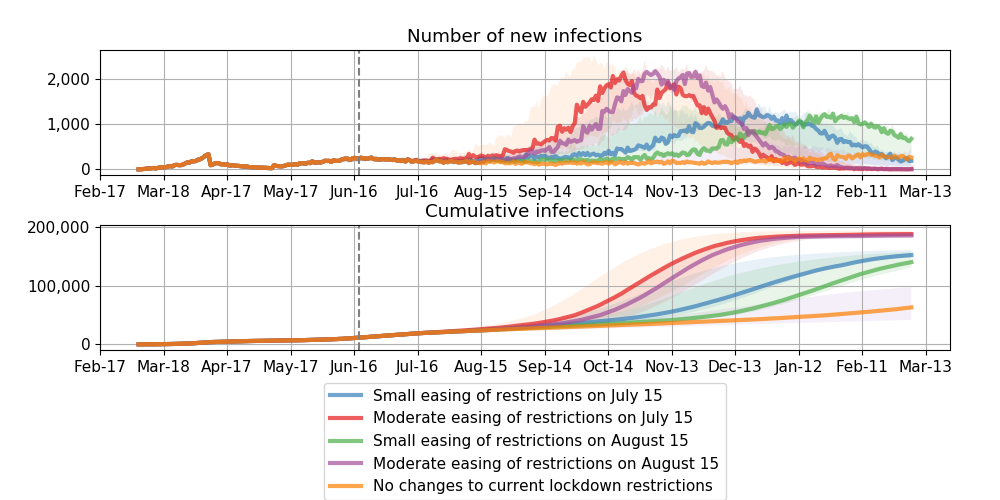 Number of new infections
2,000
1,000
0
Feb-17 Mar-18 Apr-17 May-17 Jun-16 Jul-16 Aug-15 Sep-14 Oct-14 Nov-13 Dec-13 Jan-12 Feb-11 Mar-13
Cumulative infections
200,000
100,000
0
Feb-17 Mar-18 Apr-17 May-17 Jun-16 Jul-16 Aug-15 Sep-14 Oct-14 Nov-13 Dec-13 Jan-12 Feb-11 Mar-13
Small easing of restrictions on July 15
Moderate easing of restrictions on July 15
Small easing of restrictions on August 15
Moderate easing of restrictions on August 15
No changes to current lockdown restrictions